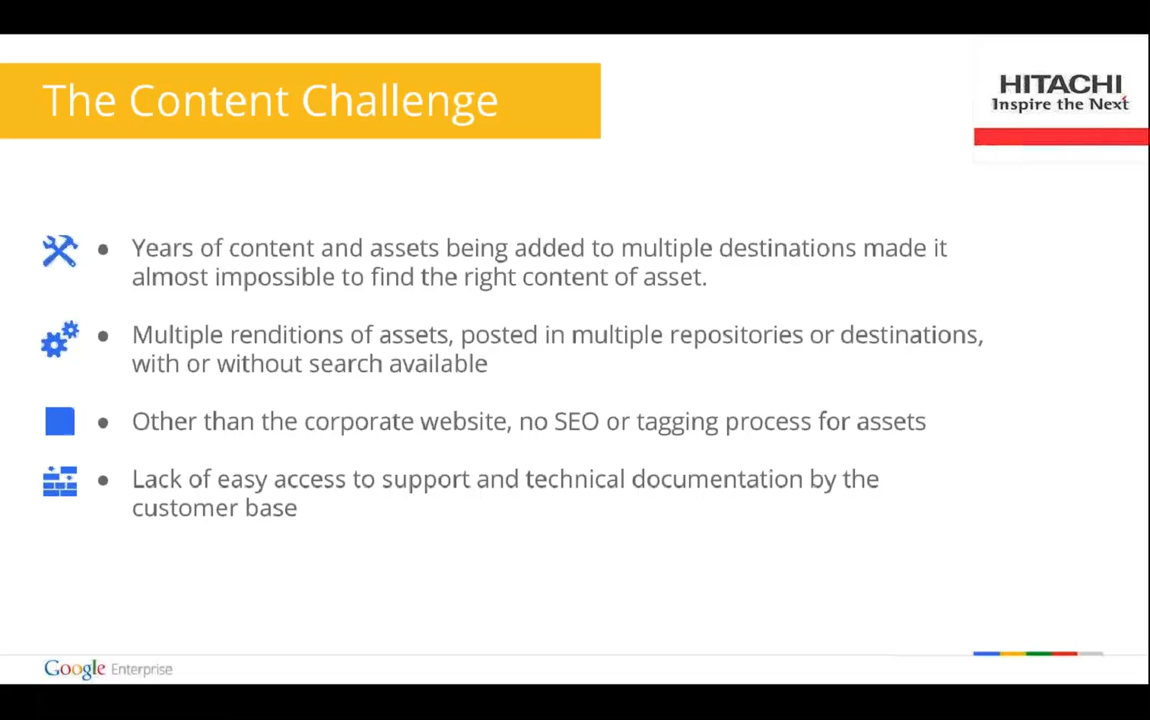 The Content Challenge
HITACHI
Inspire the Next
● Years of content and assets being added to multiple destinations made it
almost impossible to find the right content of asset.
● Multiple renditions of assets, posted in multiple repositories or destinations,
with or without search available
● Other than the corporate website, no SEO or tagging process for assets
● Lack of easy access to support and technical documentation by the
customer base
Google Enterprise